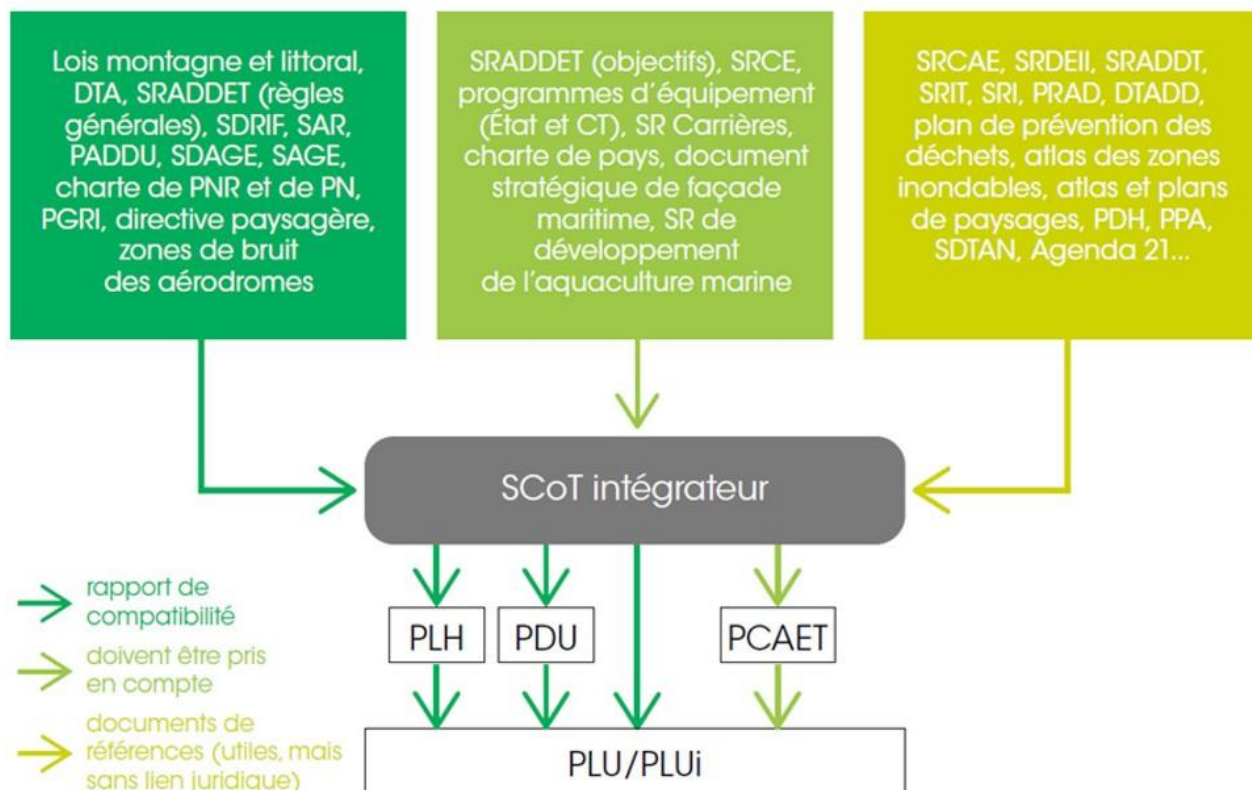 Lois montagne et littoral,
DTA, SRADDET (règles
générales), SDRIF, SAR,
PADDU, SDAGE, SAGE,
charte de PNR et de PN,
PGRI, directive paysagère,
zones de bruit
des aérodromes
SRADDET (objectifs), SRCE,
programmes d'équipement
(État et CT), SR Carrières,
charte de pays, document
stratégique de façade
maritime, SR de
développement
de l'aquaculture marine
SRCAE, SRDEII, SRADDT,
SRIT, SRI, PRAD, DTADD,
plan de prévention des
déchets, atlas des zones
inondables, atlas et plans
de paysages, PDH, PPA,
SDTAN, Agenda 21...
SCoT intégrateur
rapport de
compatibilité
doivent être pris
en compte
documents de
références (utiles, mais
sans lien juridique)
PLH
PDU
PCAET
PLU/PLUi